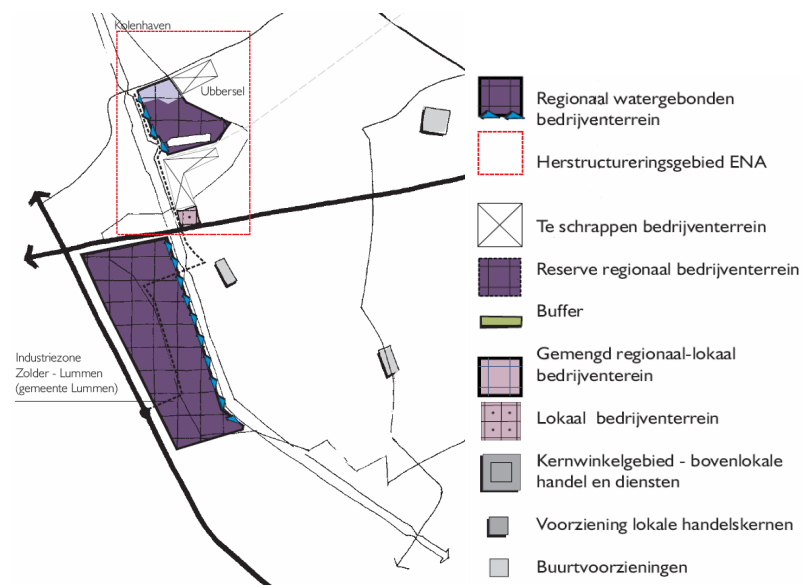 Kolenhaven
Ubbersel
Industriezone
Zolder - Lummen
(gemeente Lummen)
Regionaal watergebonden
bedrijventerrein
Herstructureringsgebied ENA
Te schrappen bedrijventerrein
Reserve regionaal bedrijventerrein
Buffer
Gemengd regionaal-lokaal
bedrijventerein
Lokaal bedrijventerrein
Kernwinkelgebied - bovenlokale
handel en diensten
Voorziening lokale handelskernen
Buurtvoorzieningen